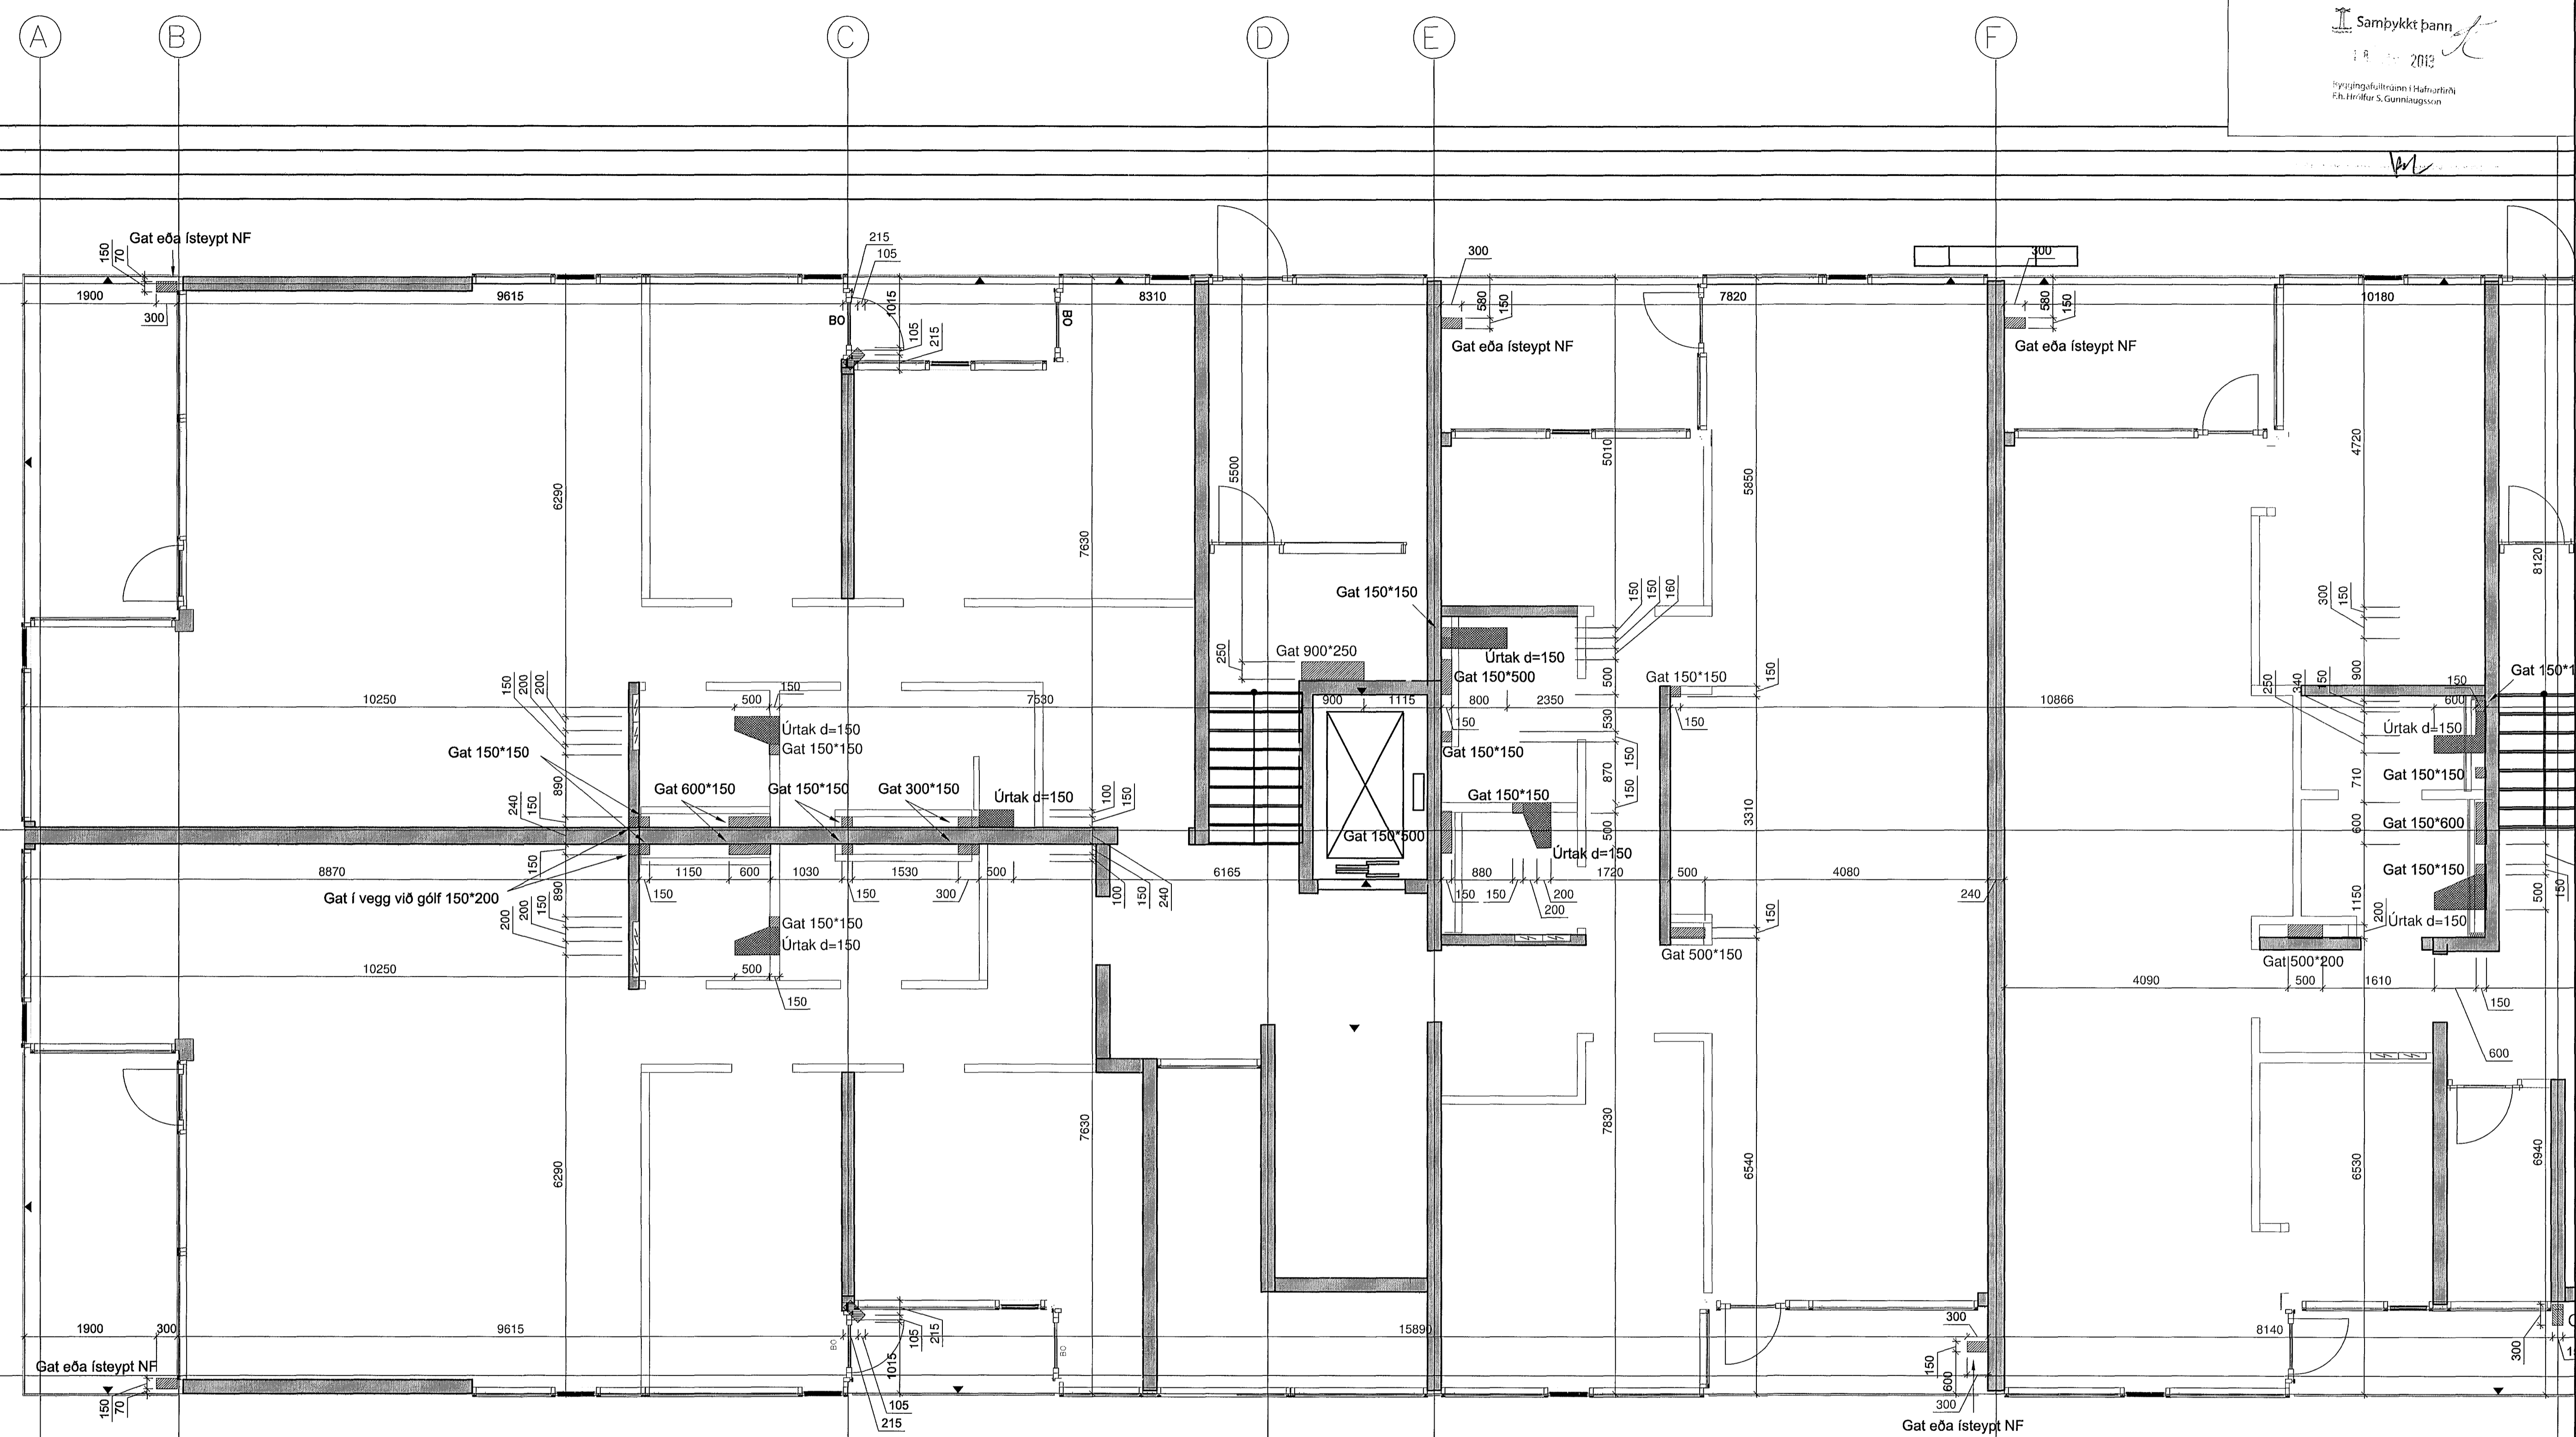 A
B
C
D
E
F
Samþykkt þann
18 2013
Byggingafulltrúinn í Hafnarfirði
F.h. Hrólfur S. Gunnlaugsson
Gat eða ísteypt NF
150
70
215
105
300
300
1900
9615
1015
8310
580
150
7820
580
150
10180
300
BO
BO
105
215
Gat eða ísteypt NF
Gat eða ísteypt NF
6290
7630
5500
5010
5850
4720
8120
Gat 150*150
150
150
160
300
150
250
Gat 900*250
Úrtak d=150
Gat 150*500
500
Gat 150*150
150
900
150
200
200
150
340
150
250
150
600
10250
500
7530
900
1115
800
2350
10866
Úrtak d=150
Gat 150*150
150
530
150
Úrtak d=150
Gat 150*150
Gat 150*150
890
150
240
Gat 600*150
Gat 150*150
Gat 300*150
Úrtak d=150
100
150
870
150
150
710
Gat 150*150
Gat 150*150
3310
500
600
Gat 150*600
Gat 150*500
Úrtak d=150
8870
150
890
1150
600
1030
1530
500
6165
880
1720
500
4080
Gat 150*150
150
150
300
100
150
240
150
150
200
200
240
500
150
Gat í vegg við gólf 150*200
150
200
200
Gat 150*150
Úrtak d=150
150
1150
200
Úrtak d=150
Gat 500*150
Gat 500*200
10250
500
150
4090
500
1610
150
600
6290
7630
7830
6540
6530
6940
1900
300
9615
15890
300
8140
BO
BO
105
215
1015
150
600
300
Gat eða ísteypt NF
150
70
105
215
300
Gat eða ísteypt NF